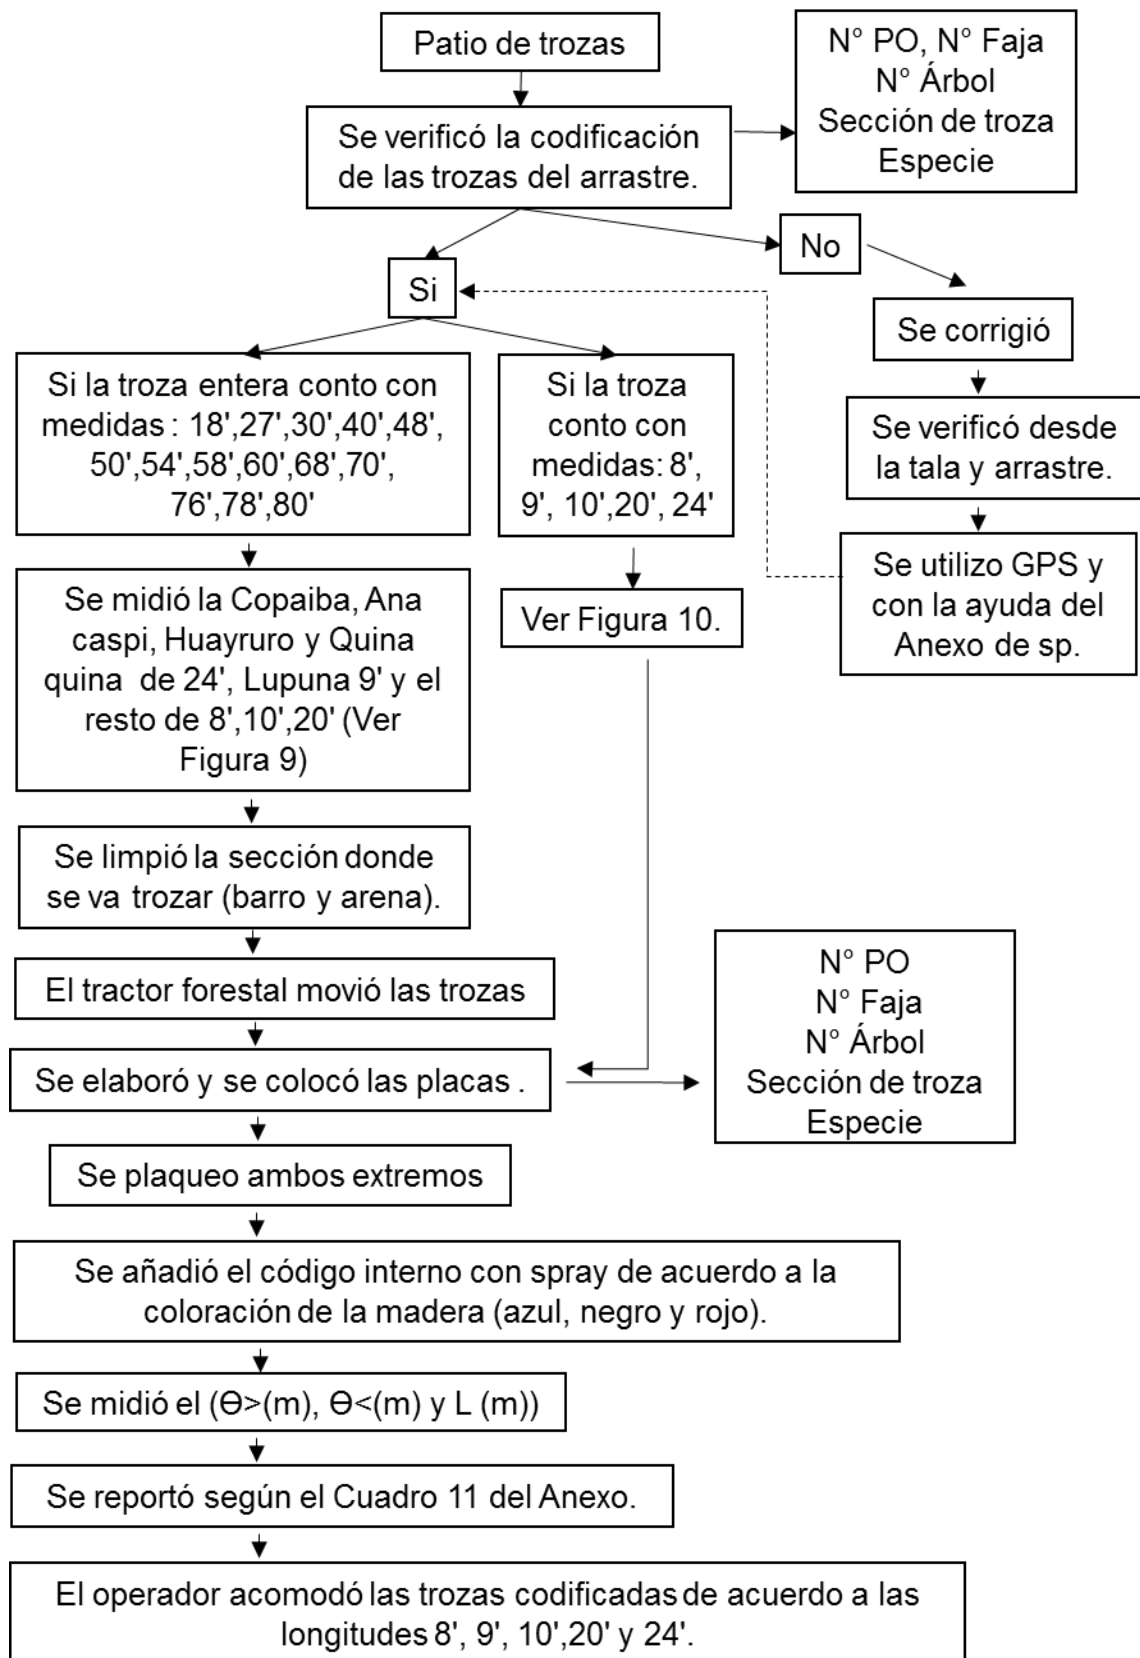 Patio de trozas
N° PO, N° Faja
N° Árbol
Sección de troza
Especie
Se verificó la codificación
de las trozas del arrastre.
No
Si
Se corrigió
Si la troza entera conto con
medidas : 18',27',30',40',48',
50',54',58',60',68',70',
76',78',80'
Si la troza
conto con
medidas: 8',
9', 10',20', 24'
Se verificó desde
la tala y arrastre.
Se utilizo GPS y
con la ayuda del
Anexo de sp.
Se midió la Copaiba, Ana
caspi, Huayruro y Quina
quina de 24', Lupuna 9' y el
resto de 8',10',20' (Ver
Figura 9)
Ver Figura 10.
Se limpió la sección donde
se va trozar (barro y arena).
El tractor forestal movió las trozas
Se elaboró y se colocó las placas .
N° PO
N° Faja
N° Árbol
Sección de troza
Especie
Se plaqueo ambos extremos
Se añadió el código interno con spray de acuerdo a la
coloración de la madera (azul, negro y rojo).
Se midió el (ϴ>(m), ϴ<(m) y L (m))
Se reportó según el Cuadro 11 del Anexo.
El operador acomodó las trozas codificadas de acuerdo a las
longitudes 8', 9', 10',20' y 24'.